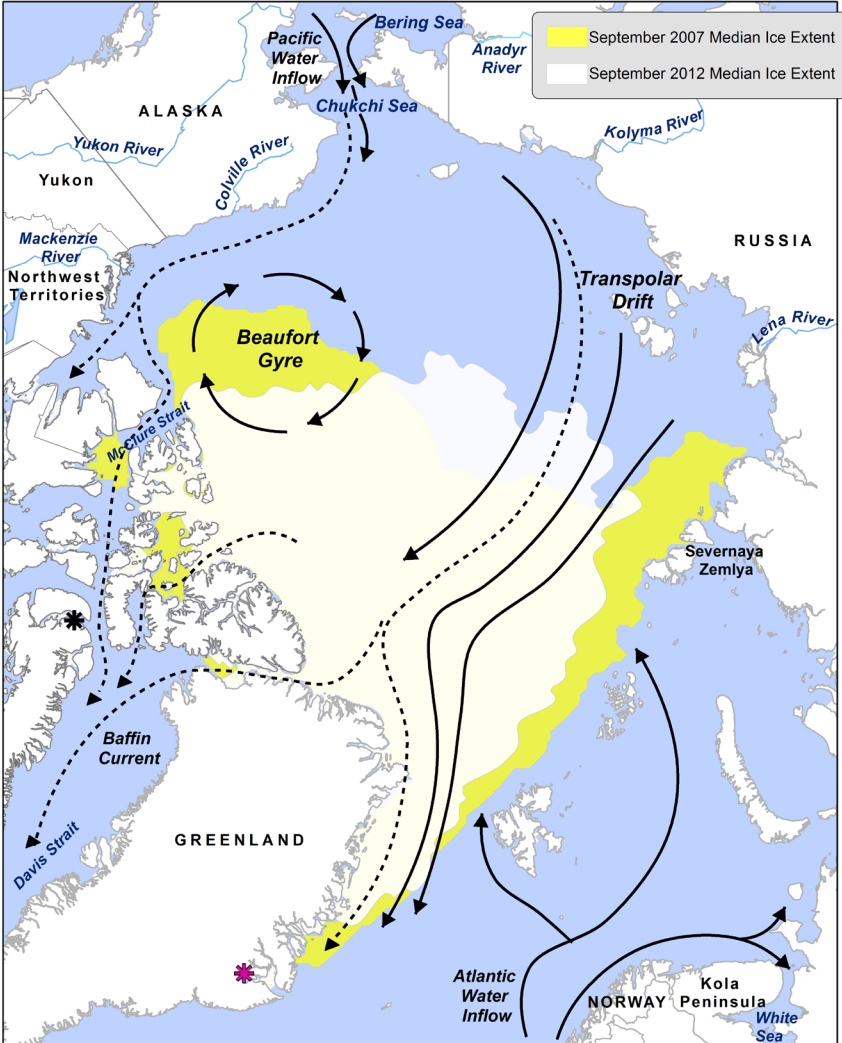 Bering Sea
Pacific
Water
Inflow
Anadyr
River
September 2007 Median Ice Extent
September 2012 Median Ice Extent
Chukchi Sea
ALASKA
Yukon River
Colville River
Kolyma River
Yukon
Mackenzie
River
Northwest
Territories
RUSSIA
Transpolar
Drift
Lena River
Beaufort
Gyre
McClure Strait
Severnaya
Zemlya
Baffin
Current
Davis Strait
GREENLAND
Atlantic
Water
Inflow
NORWAY
Kola
Peninsula
White
Sea